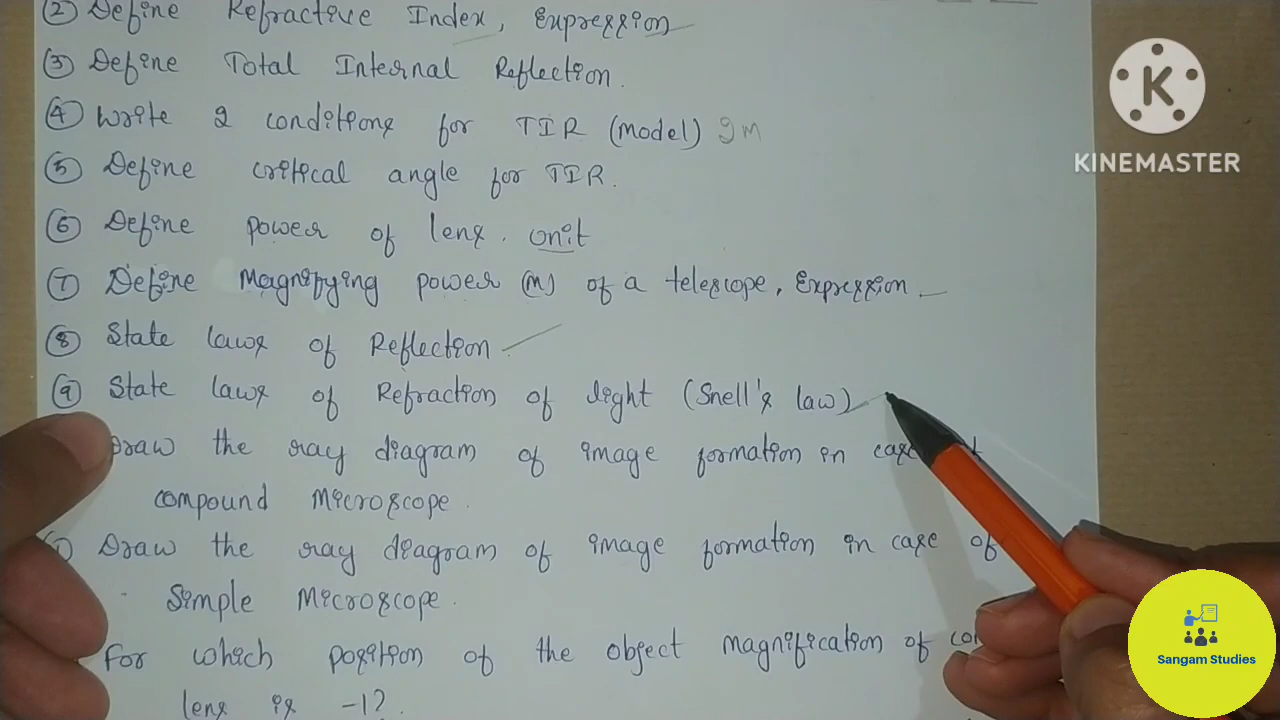 ② Define Refractive Index, Expression
③ Define Total Internal Reflection.
④ Write 2 conditions for TIR (model) 2m
⑤ Define critical angle for TIR.
⑥ Define power of lens. Unit
⑦ Define Magnifying power (m) of a telescope, Expression
⑧ State laws of Reflection
⑨ State laws of Refraction of light (Snell's law)
Draw the ray diagram of image formation in case
compound Microscope.
Draw the ray diagram of image formation in case of
Simple Microscope.
For which position of the object magnification of
lens is -1?
K
KINEMASTER
Sangam Studies